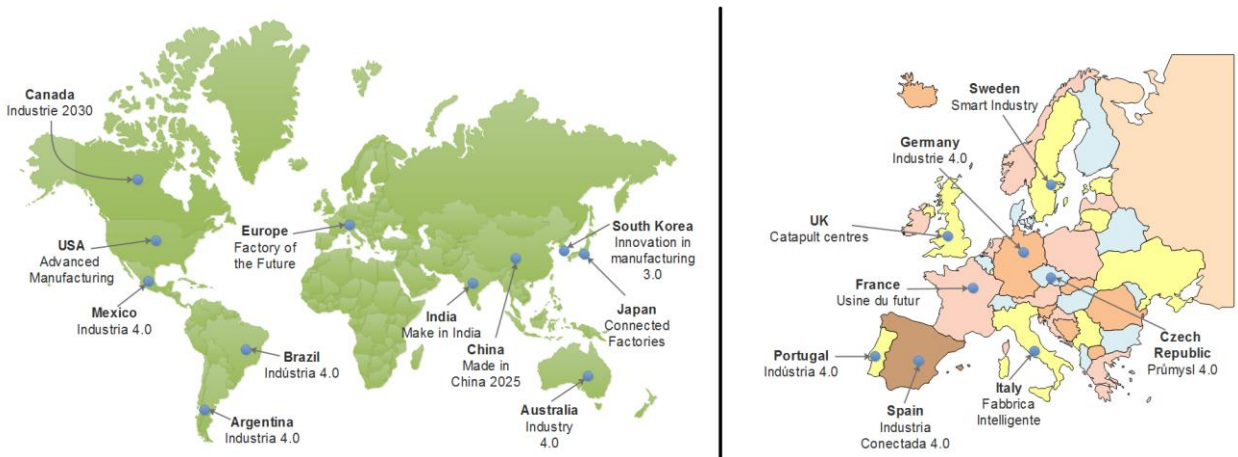 Canada
Industrie 2030
USA
Advanced
Manufacturing
Mexico
Industria 4.0
Brazil
Indústria 4.0
Argentina
Industria 4.0
Europe
Factory of
the Future
India
Make in India
China
Made in
China 2025
South Korea
Innovation in
manufacturing
3.0
Japan
Connected
Factories
Australia
Industry
4.0
Sweden
Smart Industry
Germany
Industrie 4.0
UK
Catapult centres
France
Usine du futur
Portugal
Indústria 4.0
Spain
Industria
Conectada 4.0
Italy
Fabbrica
Intelligente
Czech
Republic
Průmysl 4.0